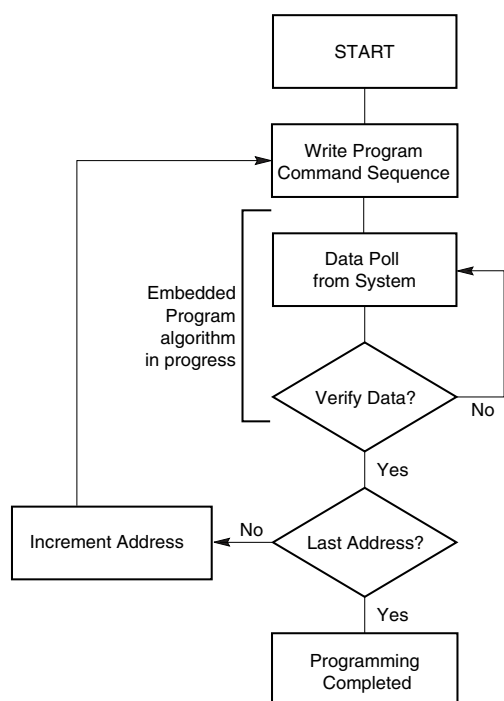 START
Write Program
Command Sequence
Data Poll
from System
Embedded
Program
algorithm
in progress
Verify Data?
No
Yes
Increment Address
No
Last Address?
Yes
Programming
Completed